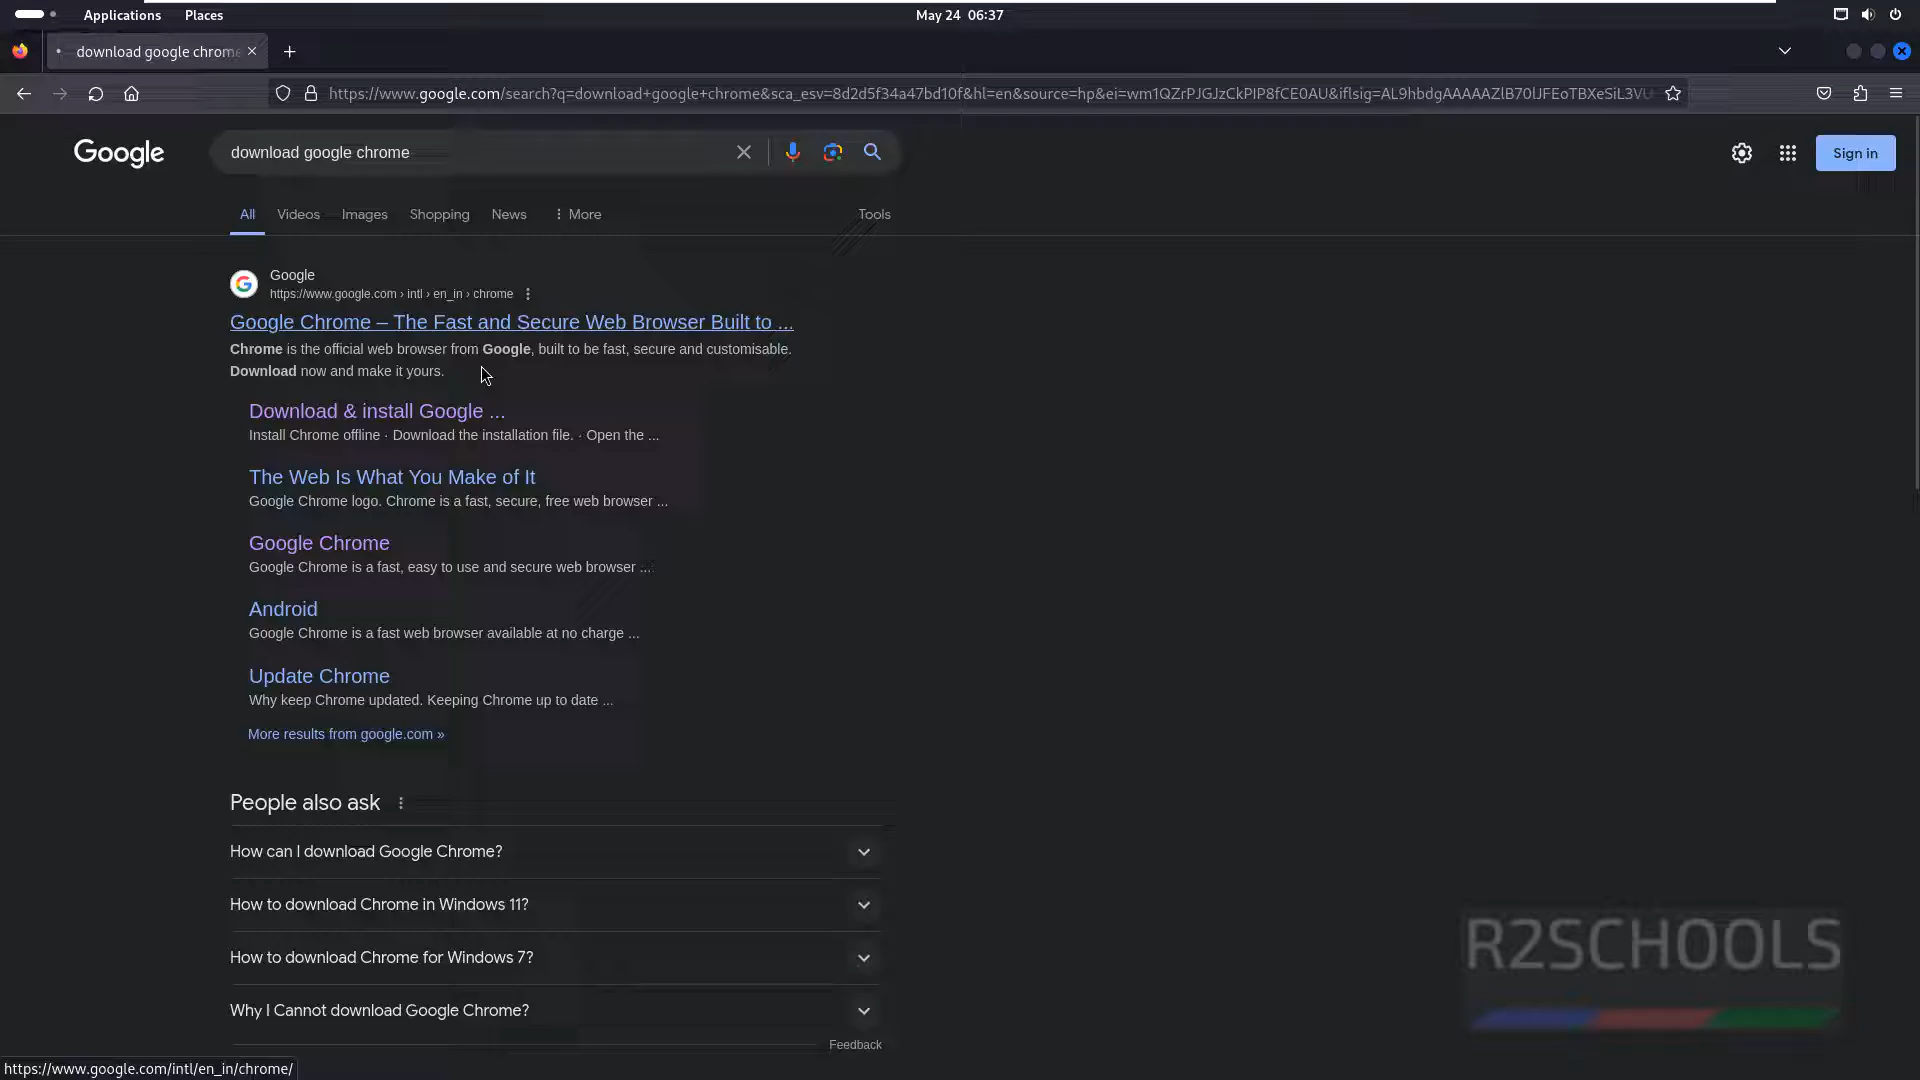 Applications Places May 24 06:37
download google chrome
https://www.google.com/search?q=download+google+chrome&sca_esv=8d2d5f34a47bd10f&hl=en&source=hp&ei=wm1QZrPJGJzCkPIP8fCE0AU&iflsig=AL9hbdgAAAAAZlB70lJFEoTBXeSiL3VU
Google
download google chrome
Sign in
All Videos Images Shopping News More Tools
Google
https://www.google.com › intl › en_in › chrome
Google Chrome – The Fast and Secure Web Browser Built to ...
Chrome is the official web browser from Google, built to be fast, secure and customisable.
Download now and make it yours.
Download & install Google ...
Install Chrome offline · Download the installation file. · Open the ...
The Web Is What You Make of It
Google Chrome logo. Chrome is a fast, secure, free web browser ...
Google Chrome
Google Chrome is a fast, easy to use and secure web browser ...
Android
Google Chrome is a fast web browser available at no charge ...
Update Chrome
Why keep Chrome updated. Keeping Chrome up to date ...
More results from google.com »
People also ask
How can I download Google Chrome?
How to download Chrome in Windows 11?
How to download Chrome for Windows 7?
Why I Cannot download Google Chrome?
Feedback
R2SCHOOLS
https://www.google.com/intl/en_in/chrome/